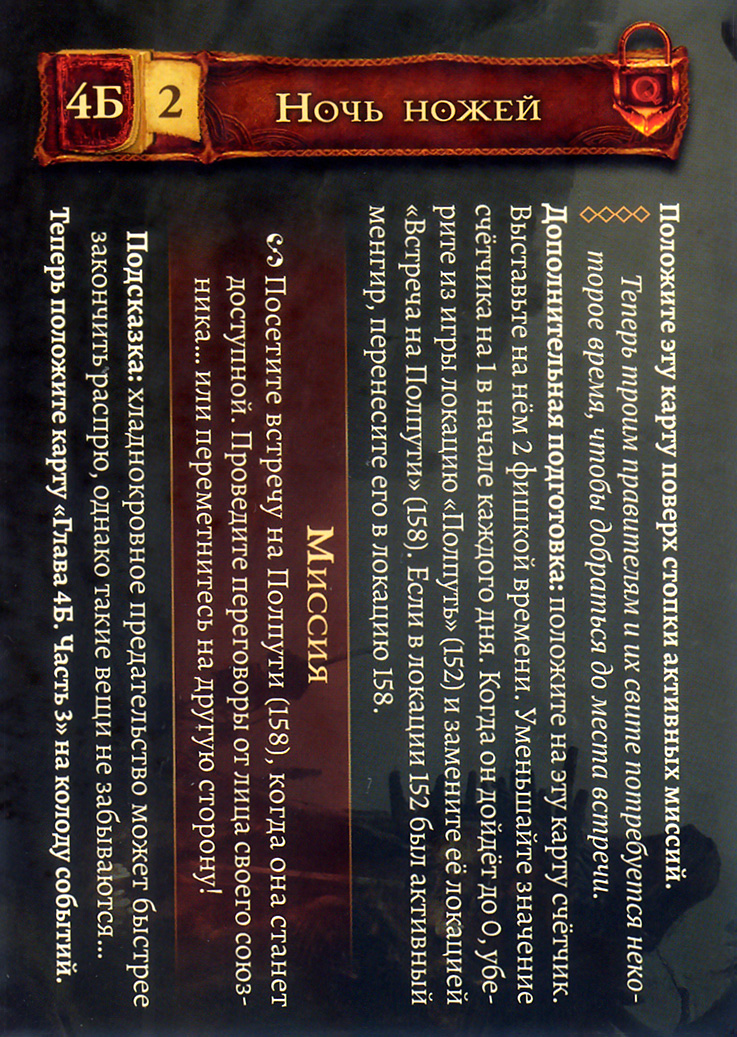 4Б 2 Ночь ножей Q
Положите эту карту поверх стопки активных миссий.
Теперь троим правителям и их свите потребуется неко-
торое время, чтобы добраться до места встречи.
Дополнительная подготовка: положите на эту карту счётчик.
Выставьте на нём 2 фишкой времени. Уменьшайте значение
счётчика на 1 в начале каждого дня. Когда он дойдёт до 0, убе-
рите из игры локацию «Полпуть» (152) и замените её локацией
«Встреча на Полпути» (158). Если в локации 152 был активный
менгир, перенесите его в локацию 158.
Миссия
Посетите встречу на Полпути (158), когда она станет
доступной. Проведите переговоры от лица своего союз-
ника... или переметнитесь на другую сторону!
Подсказка: хладнокровное предательство может быстрее
закончить распрю, однако такие вещи не забываются...
Теперь положите карту «Глава 4Б. Часть 3» на колоду событий.